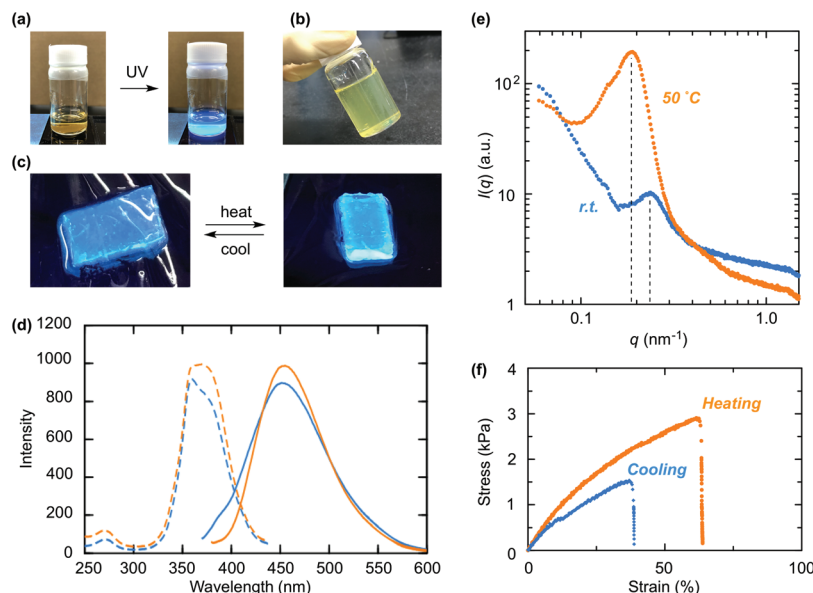 (a)
UV
(b)
(c)
heat
cool
(d)
1200
1000
800
600
400
200
0
Intensity
250 300 350 400 450 500 550 600
Wavelength (nm)
(e)
10²
10
1
I(q) (a.u.)
50 °C
r.t.
0.1 1.0
q (nm⁻¹)
(f)
4
3
2
1
0
Stress (kPa)
Heating
Cooling
0 25 50 75 100
Strain (%)